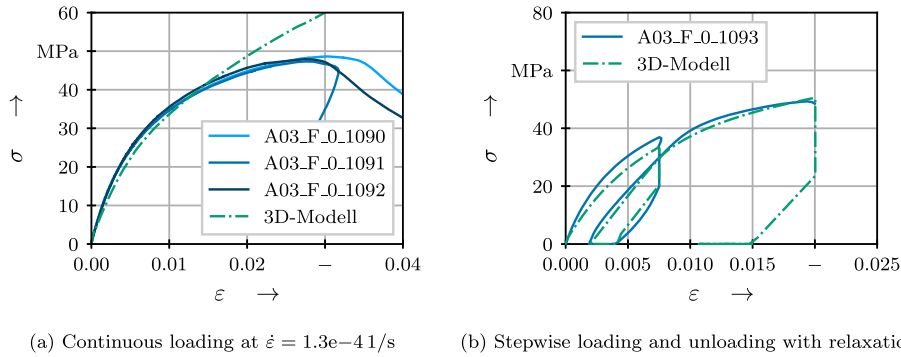 60
MPa
40
30
20
10
0
σ →
0.00
0.01
0.02
–
0.04
ε →
A03_F_0_1090
A03_F_0_1091
A03_F_0_1092
3D-Modell
(a) Continuous loading at ε̇ = 1.3e−4 1/s
80
MPa
40
20
0
σ →
0.000
0.005
0.010
0.015
–
0.025
ε →
A03_F_0_1093
3D-Modell
(b) Stepwise loading and unloading with relaxatio